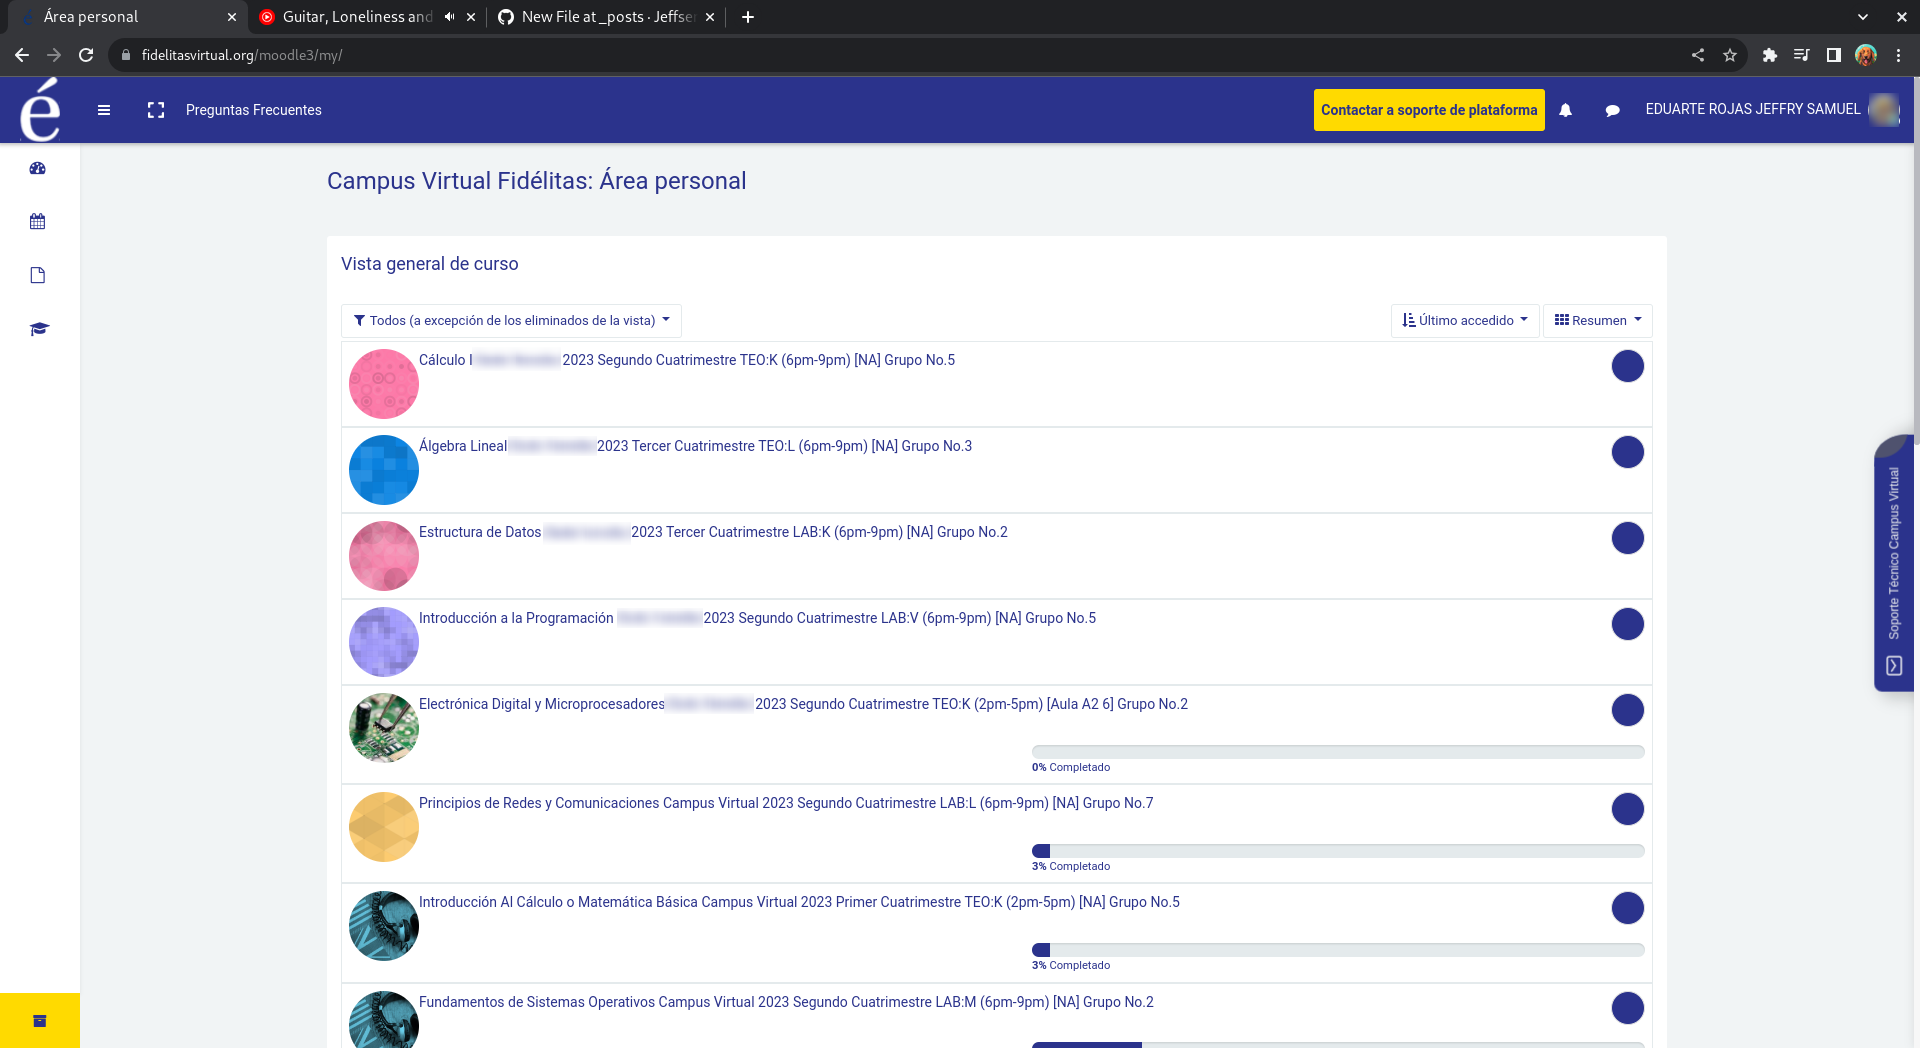 Área personal
Guitar, Loneliness and
New File at _posts · Jeffse
fidelitasvirtual.org/moodle3/my/
é
Preguntas Frecuentes
Contactar a soporte de plataforma
EDUARTE ROJAS JEFFRY SAMUEL
Campus Virtual Fidélitas: Área personal
Vista general de curso
Todos (a excepción de los eliminados de la vista)
Último accedido
Resumen
Cálculo I 2023 Segundo Cuatrimestre TEO:K (6pm-9pm) [NA] Grupo No.5
Álgebra Lineal 2023 Tercer Cuatrimestre TEO:L (6pm-9pm) [NA] Grupo No.3
Estructura de Datos 2023 Tercer Cuatrimestre LAB:K (6pm-9pm) [NA] Grupo No.2
Introducción a la Programación 2023 Segundo Cuatrimestre LAB:V (6pm-9pm) [NA] Grupo No.5
Electrónica Digital y Microprocesadores 2023 Segundo Cuatrimestre TEO:K (2pm-5pm) [Aula A2 6] Grupo No.2
0% Completado
Principios de Redes y Comunicaciones Campus Virtual 2023 Segundo Cuatrimestre LAB:L (6pm-9pm) [NA] Grupo No.7
3% Completado
Introducción Al Cálculo o Matemática Básica Campus Virtual 2023 Primer Cuatrimestre TEO:K (2pm-5pm) [NA] Grupo No.5
3% Completado
Fundamentos de Sistemas Operativos Campus Virtual 2023 Segundo Cuatrimestre LAB:M (6pm-9pm) [NA] Grupo No.2
Soporte Técnico Campus Virtual